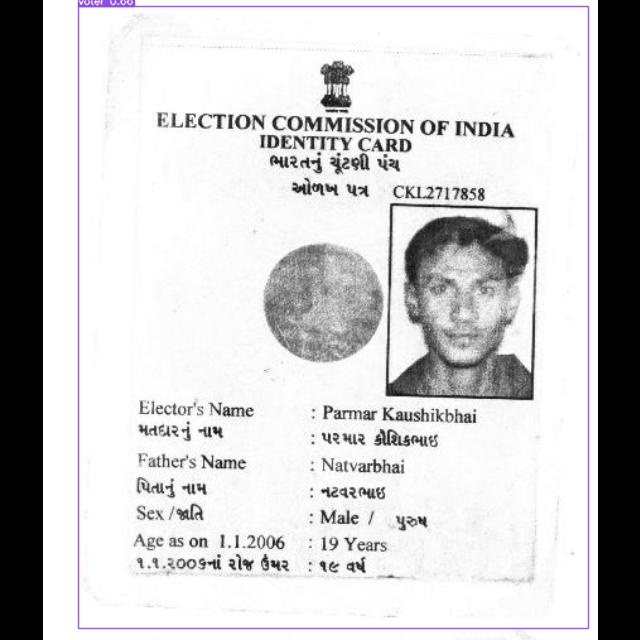 voter 0.66
ELECTION COMMISSION OF INDIA
IDENTITY CARD
ભારતનું ચૂંટણી પંચ
ઓળખ પત્ર CKL2717858
Elector's Name : Parmar Kaushikbhai
મતદારનું નામ : પરમાર કૌશિકભાઇ
Father's Name : Natvarbhai
પિતાનું નામ : નટવરભાઇ
Sex /જાતિ : Male / પુરુષ
Age as on 1.1.2006 : 19 Years
૧.૧.૨૦૦૬નાં રોજ ઉંમર : ૧૯ વર્ષ